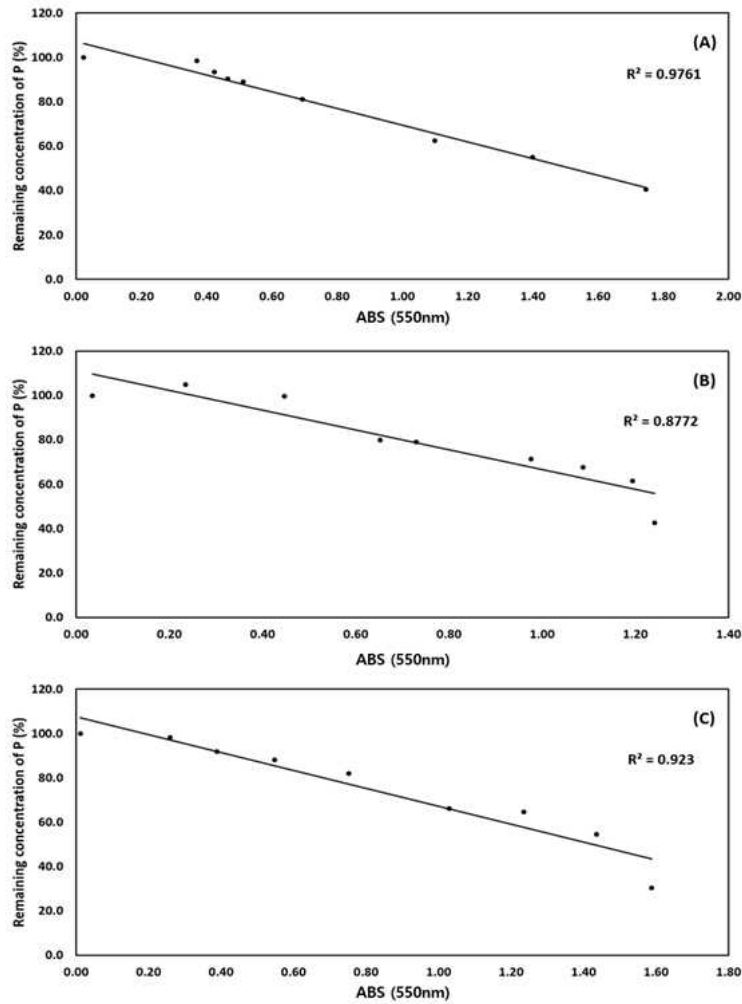 120.0
(A)
100.0
R² = 0.9761
80.0
60.0
40.0
20.0
0.0
Remaining concentration of P (%)
0.00 0.20 0.40 0.60 0.80 1.00 1.20 1.40 1.60 1.80 2.00
ABS (550nm)
120.0
(B)
100.0
R² = 0.8772
80.0
60.0
40.0
20.0
0.0
Remaining concentration of P (%)
0.00 0.20 0.40 0.60 0.80 1.00 1.20 1.40
ABS (550nm)
120.0
(C)
100.0
R² = 0.923
80.0
60.0
40.0
20.0
0.0
Remaining concentration of P (%)
0.00 0.20 0.40 0.60 0.80 1.00 1.20 1.40 1.60 1.80
ABS (550nm)